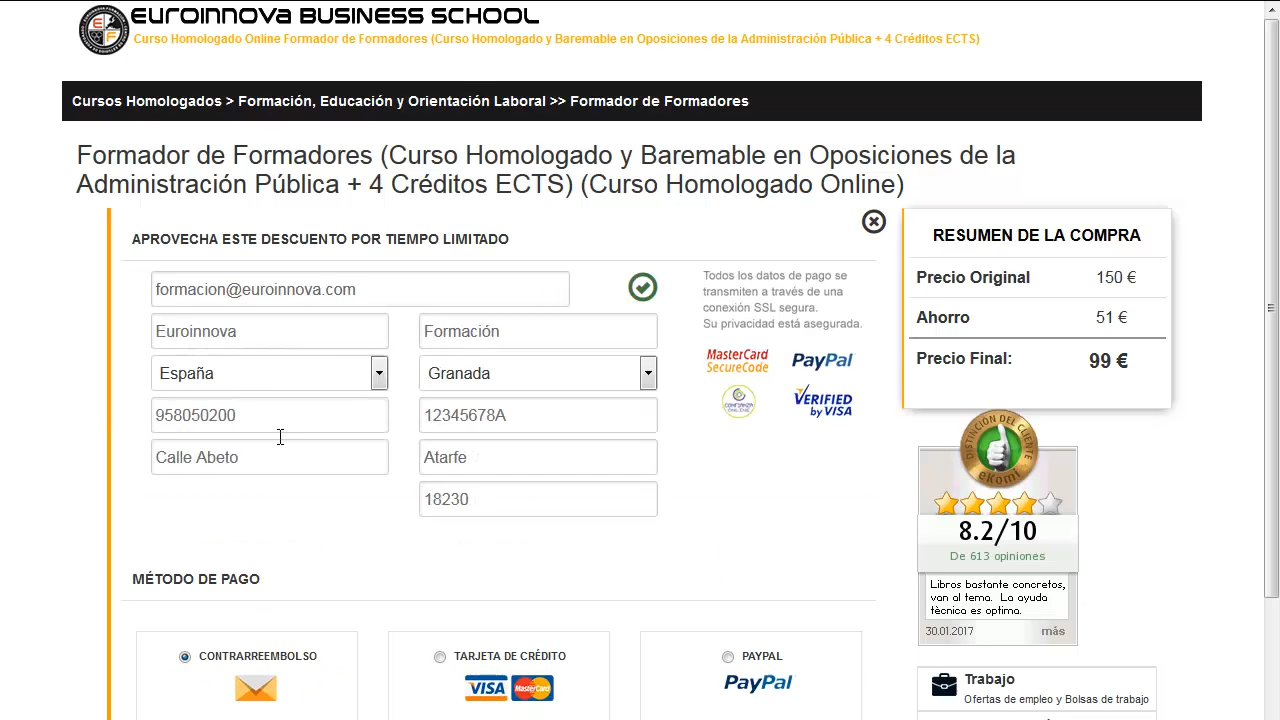 EUROINNOVA BUSINESS SCHOOL
Curso Homologado Online Formador de Formadores (Curso Homologado y Baremable en Oposiciones de la Administración Pública + 4 Créditos ECTS)
Cursos Homologados > Formación, Educación y Orientación Laboral >> Formador de Formadores
Formador de Formadores (Curso Homologado y Baremable en Oposiciones de la
Administración Pública + 4 Créditos ECTS) (Curso Homologado Online)
APROVECHA ESTE DESCUENTO POR TIEMPO LIMITADO
formacion@euroinnova.com
Euroinnova
Formación
España
Granada
958050200
12345678A
Calle Abeto
Atarfe
18230
Todos los datos de pago se
transmiten a través de una
conexión SSL segura.
Su privacidad está asegurada.
MasterCard
SecureCode
PayPal
CONFIANZA
ONLINE
VERIFIED
by VISA
MÉTODO DE PAGO
CONTRARREEMBOLSO
TARJETA DE CRÉDITO
VISA
MasterCard
PAYPAL
PayPal
RESUMEN DE LA COMPRA
Precio Original 150 €
Ahorro 51 €
Precio Final: 99 €
DISTINCIÓN DEL CLIENTE
eKomi
8.2/10
De 613 opiniones
Libros bastante concretos,
van al tema. La ayuda
tècnica es optima.
30.01.2017 más
Trabajo
Ofertas de empleo y Bolsas de trabajo